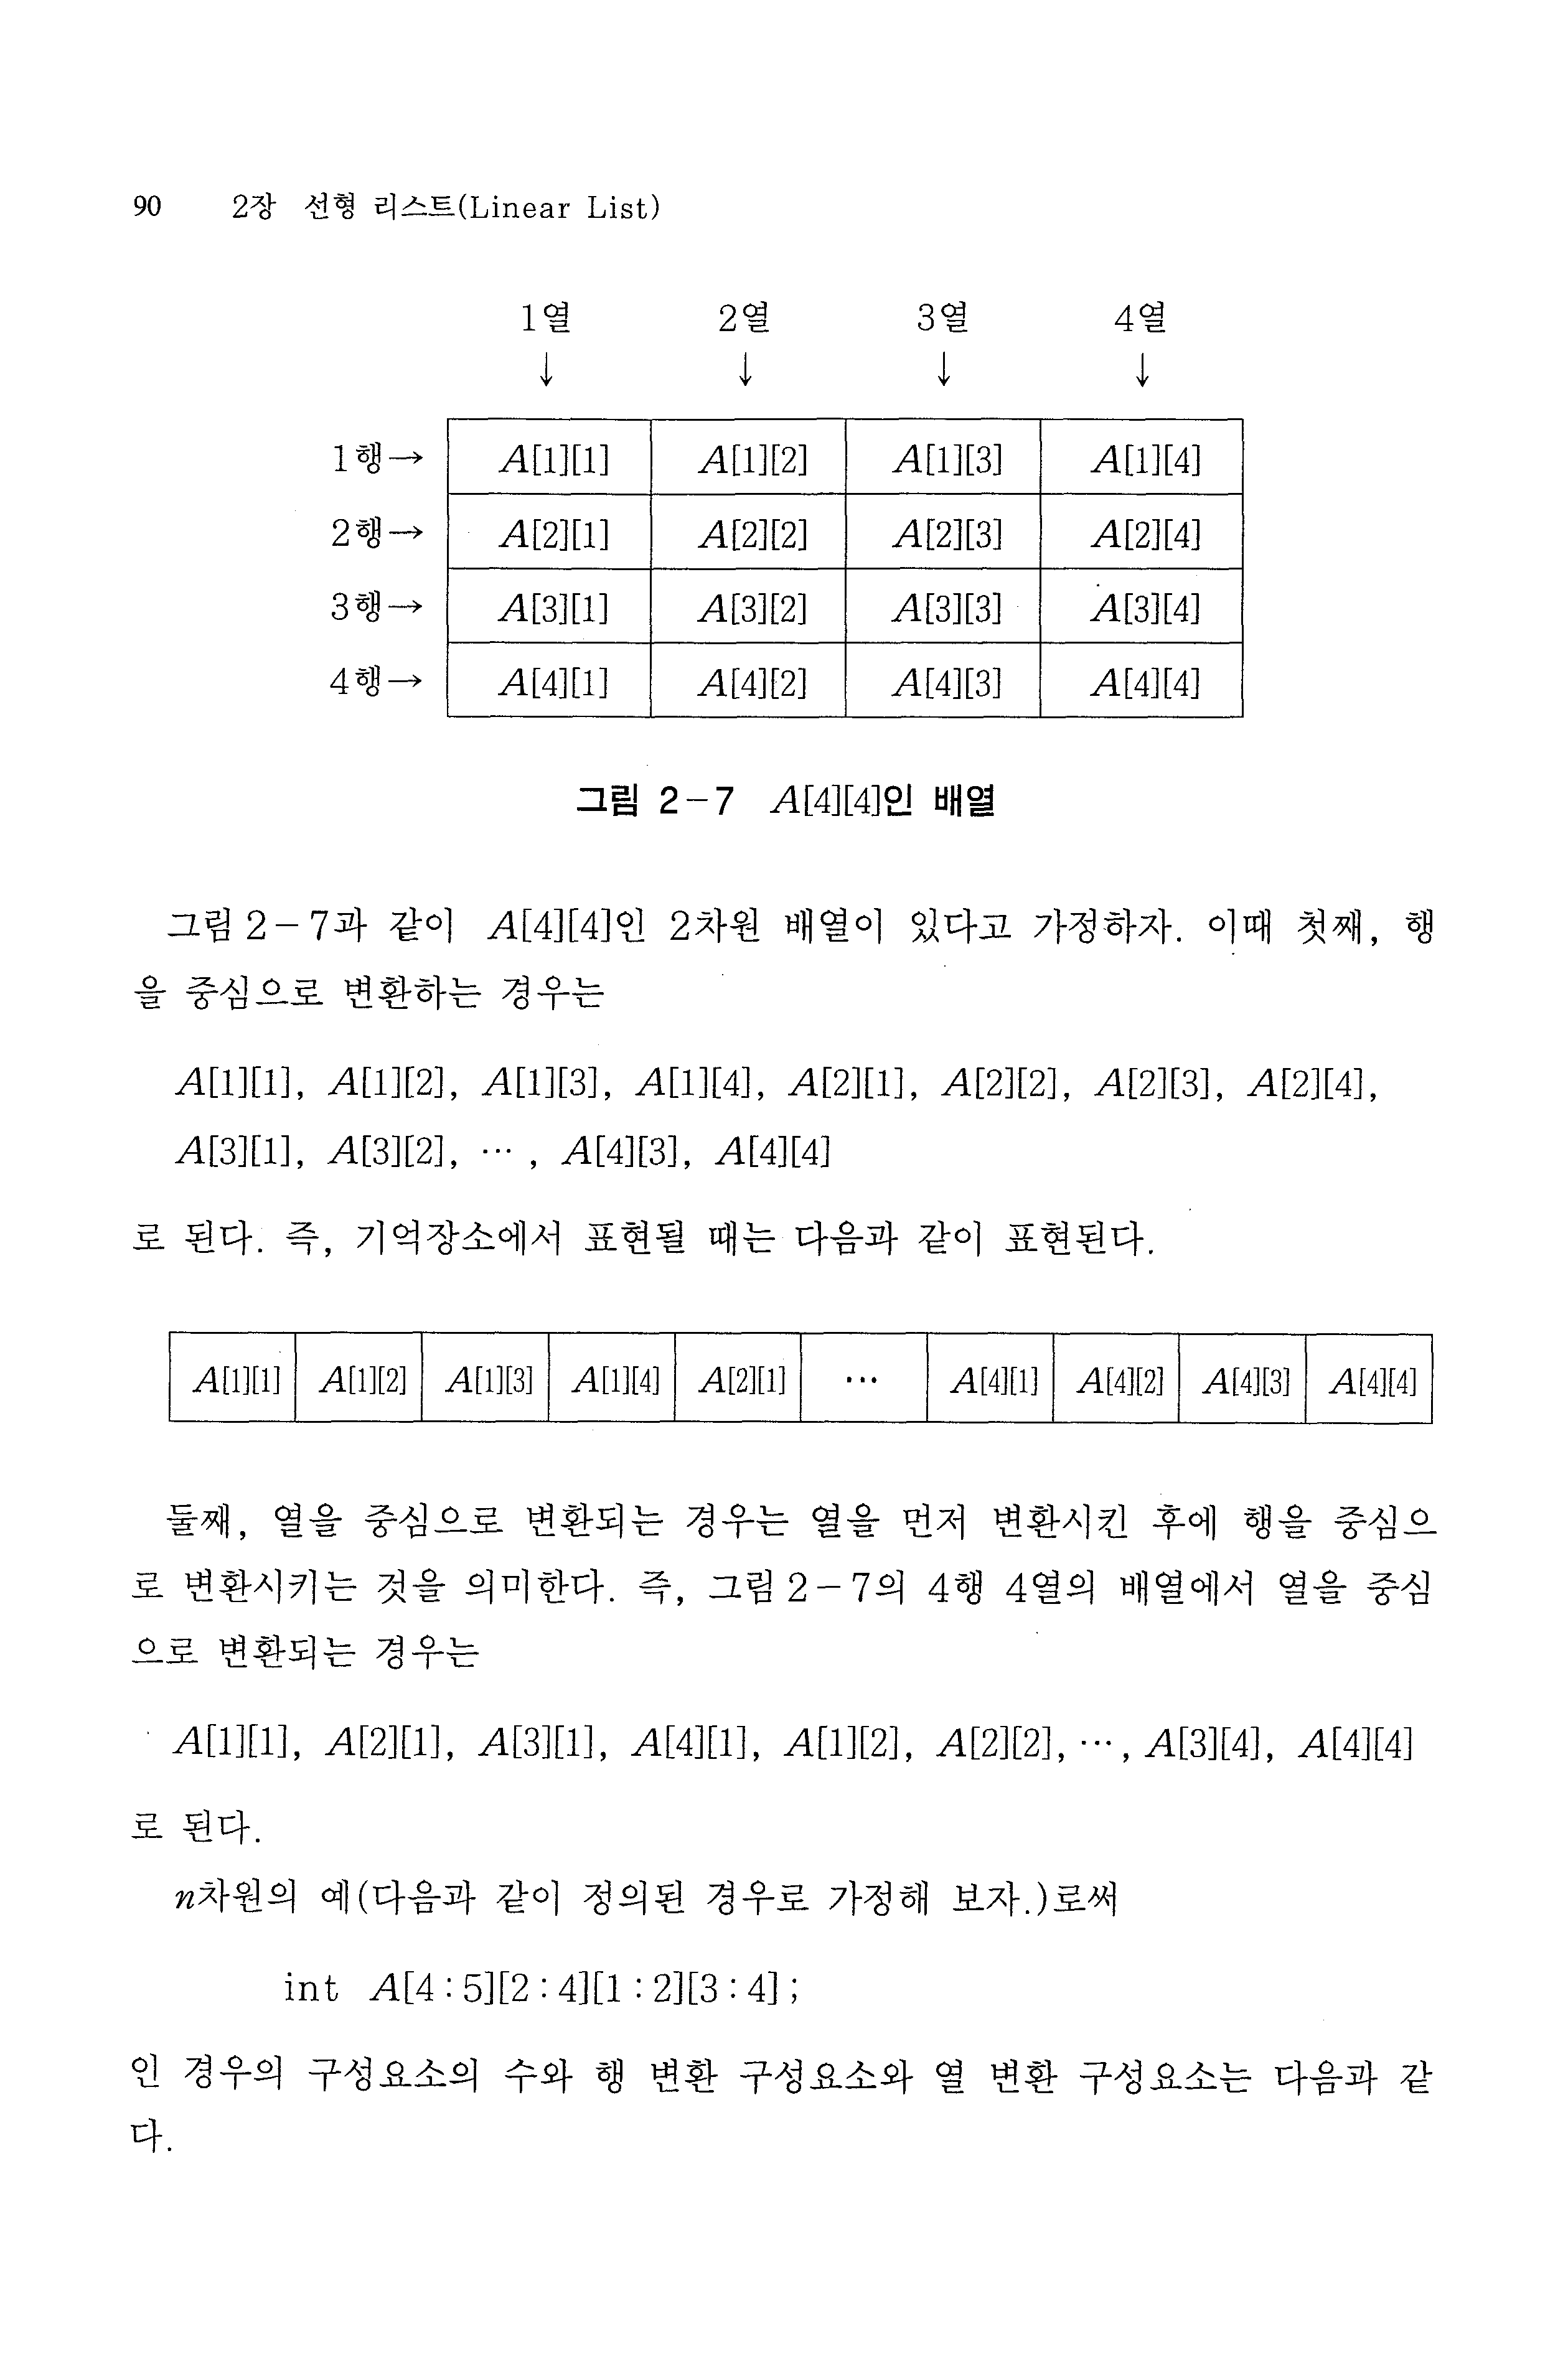 90 2장 선형 리스트(Linear List)
1열 2열 3열 4열
↓ ↓ ↓ ↓
1행→ A[1][1] A[1][2] A[1][3] A[1][4]
2행→ A[2][1] A[2][2] A[2][3] A[2][4]
3행→ A[3][1] A[3][2] A[3][3] A[3][4]
4행→ A[4][1] A[4][2] A[4][3] A[4][4]
그림 2-7 A[4][4]인 배열
그림 2-7과 같이 A[4][4]인 2차원 배열이 있다고 가정하자. 이때 첫째, 행
을 중심으로 변환하는 경우는
A[1][1], A[1][2], A[1][3], A[1][4], A[2][1], A[2][2], A[2][3], A[2][4],
A[3][1], A[3][2], …, A[4][3], A[4][4]
로 된다. 즉, 기억장소에서 표현될 때는 다음과 같이 표현된다.
A[1][1] A[1][2] A[1][3] A[1][4] A[2][1] … A[4][1] A[4][2] A[4][3] A[4][4]
둘째, 열을 중심으로 변환되는 경우는 열을 먼저 변환시킨 후에 행을 중심으
로 변환시키는 것을 의미한다. 즉, 그림 2-7의 4행 4열의 배열에서 열을 중심
으로 변환되는 경우는
A[1][1], A[2][1], A[3][1], A[4][1], A[1][2], A[2][2], …, A[3][4], A[4][4]
로 된다.
n차원의 예(다음과 같이 정의된 경우로 가정해 보자.)로써
int A[4:5][2:4][1:2][3:4];
인 경우의 구성요소의 수와 행 변환 구성요소와 열 변환 구성요소는 다음과 같
다.